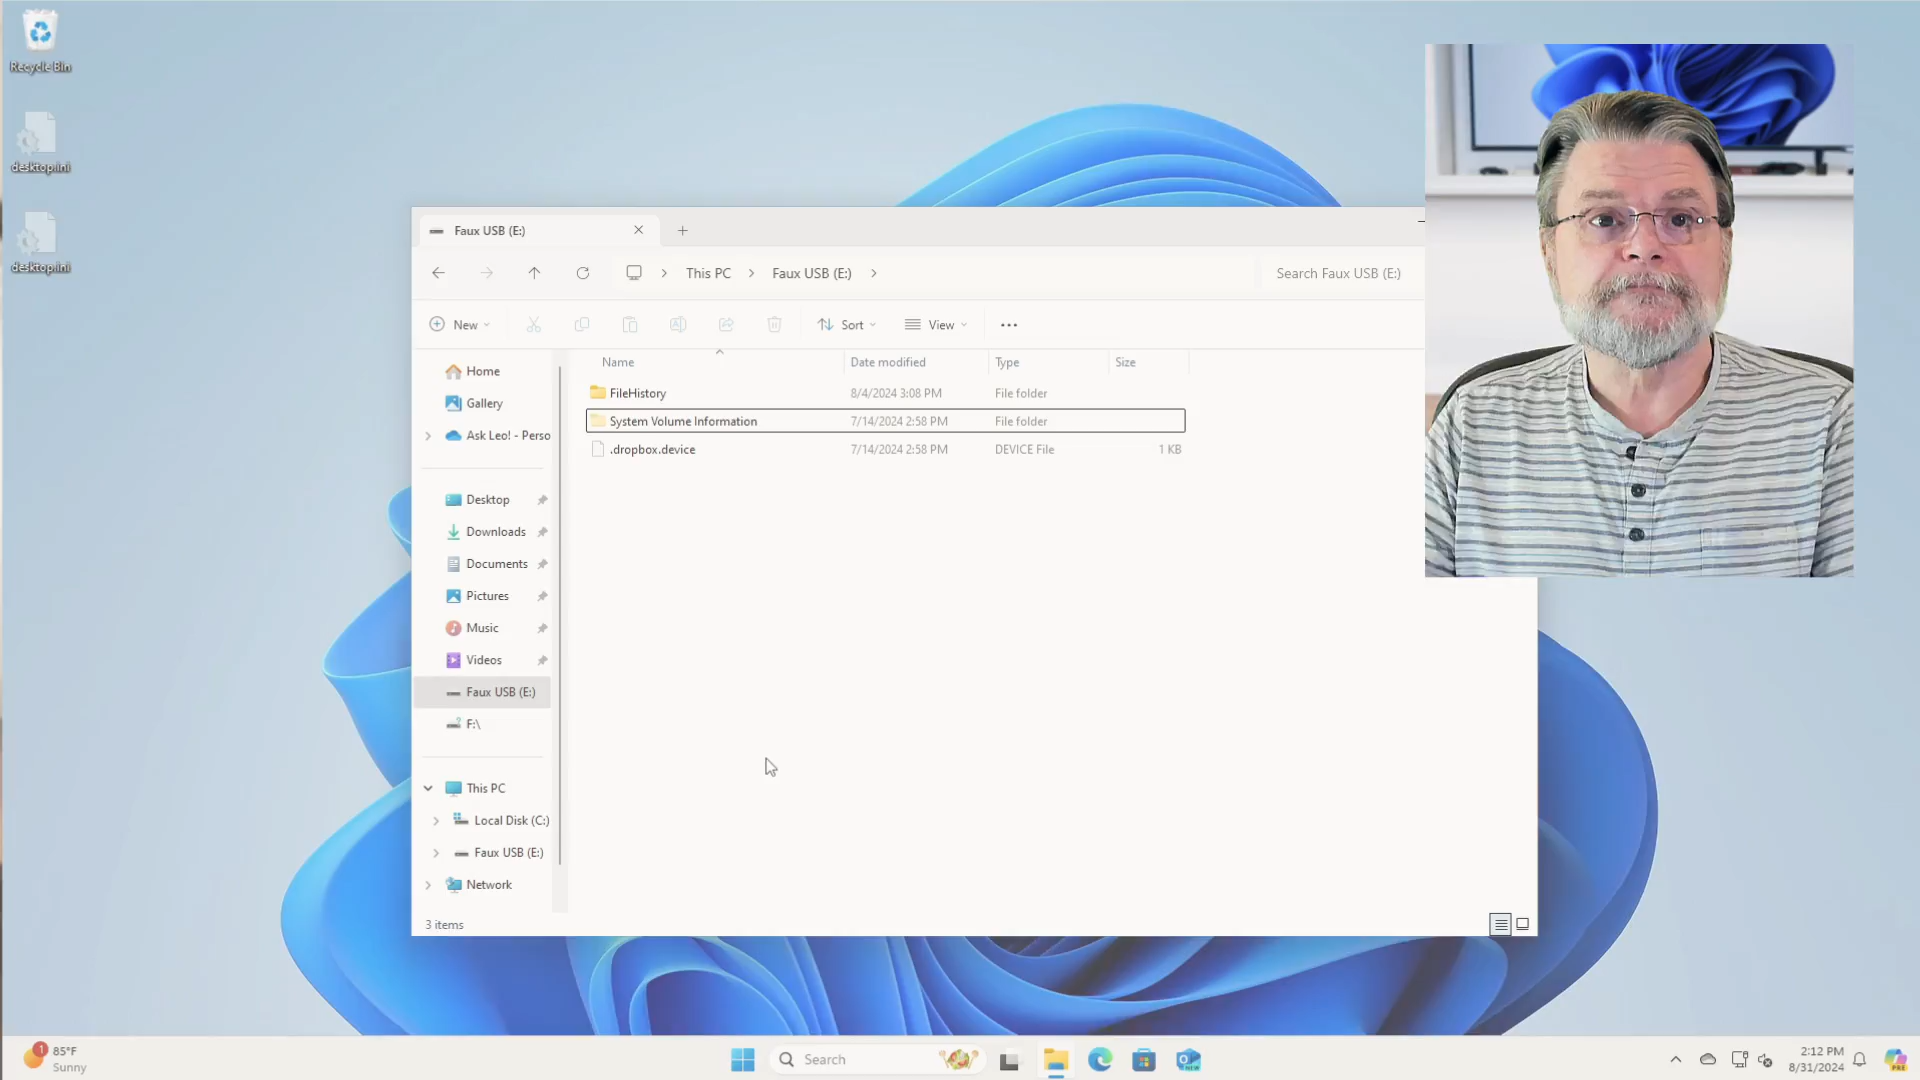 Recycle Bin
desktop.ini
desktop.ini
Faux USB (E:)
This PC
Faux USB (E:)
Search Faux USB (E:)
New
Sort
View
Name
Date modified
Type
Size
FileHistory
8/4/2024 3:08 PM
File folder
System Volume Information
7/14/2024 2:58 PM
File folder
.dropbox.device
7/14/2024 2:58 PM
DEVICE File
1 KB
Home
Gallery
Ask Leo! - Perso
Desktop
Downloads
Documents
Pictures
Music
Videos
Faux USB (E:)
F:\
This PC
Local Disk (C:)
Faux USB (E:)
Network
3 items
1
85°F
Sunny
Search
NEW
2:12 PM
8/31/2024
PRE